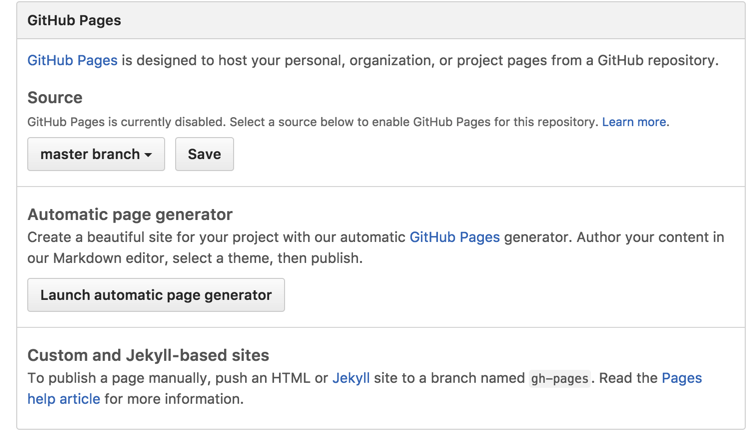 GitHub Pages
GitHub Pages is designed to host your personal, organization, or project pages from a GitHub repository.
Source
GitHub Pages is currently disabled. Select a source below to enable GitHub Pages for this repository. Learn more.
master branch Save
Automatic page generator
Create a beautiful site for your project with our automatic GitHub Pages generator. Author your content in
our Markdown editor, select a theme, then publish.
Launch automatic page generator
Custom and Jekyll-based sites
To publish a page manually, push an HTML or Jekyll site to a branch named gh-pages. Read the Pages
help article for more information.